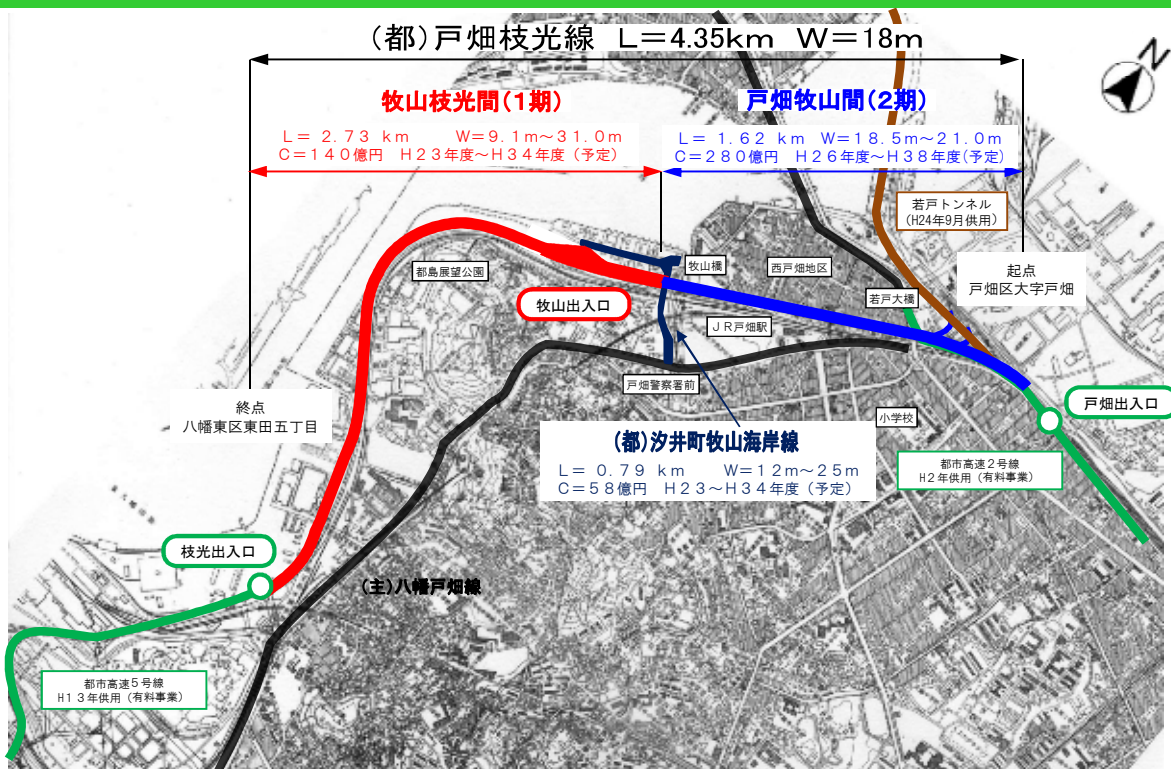 (都)戸畑枝光線 L=4.35km W=18m
N
牧山枝光間(1期)
L= 2.73 km W=9.1m~31.0m
C=140億円 H23年度~H34年度 (予定)
戸畑牧山間(2期)
L= 1.62 km W=18.5m~21.0m
C=280億円 H26年度~H38年度(予定)
若戸トンネル
(H24年9月供用)
都島展望公園
牧山橋
西戸畑地区
起点
戸畑区大字戸畑
牧山出入口
若戸大橋
JR戸畑駅
戸畑警察署前
終点
八幡東区東田五丁目
小学校
戸畑出入口
(都)汐井町牧山海岸線
L= 0.79 km W=12m~25m
C=58億円 H23~H34年度 (予定)
都市高速2号線
H2年供用 (有料事業)
枝光出入口
(主)八幡戸畑線
都市高速5号線
H13年供用 (有料事業)